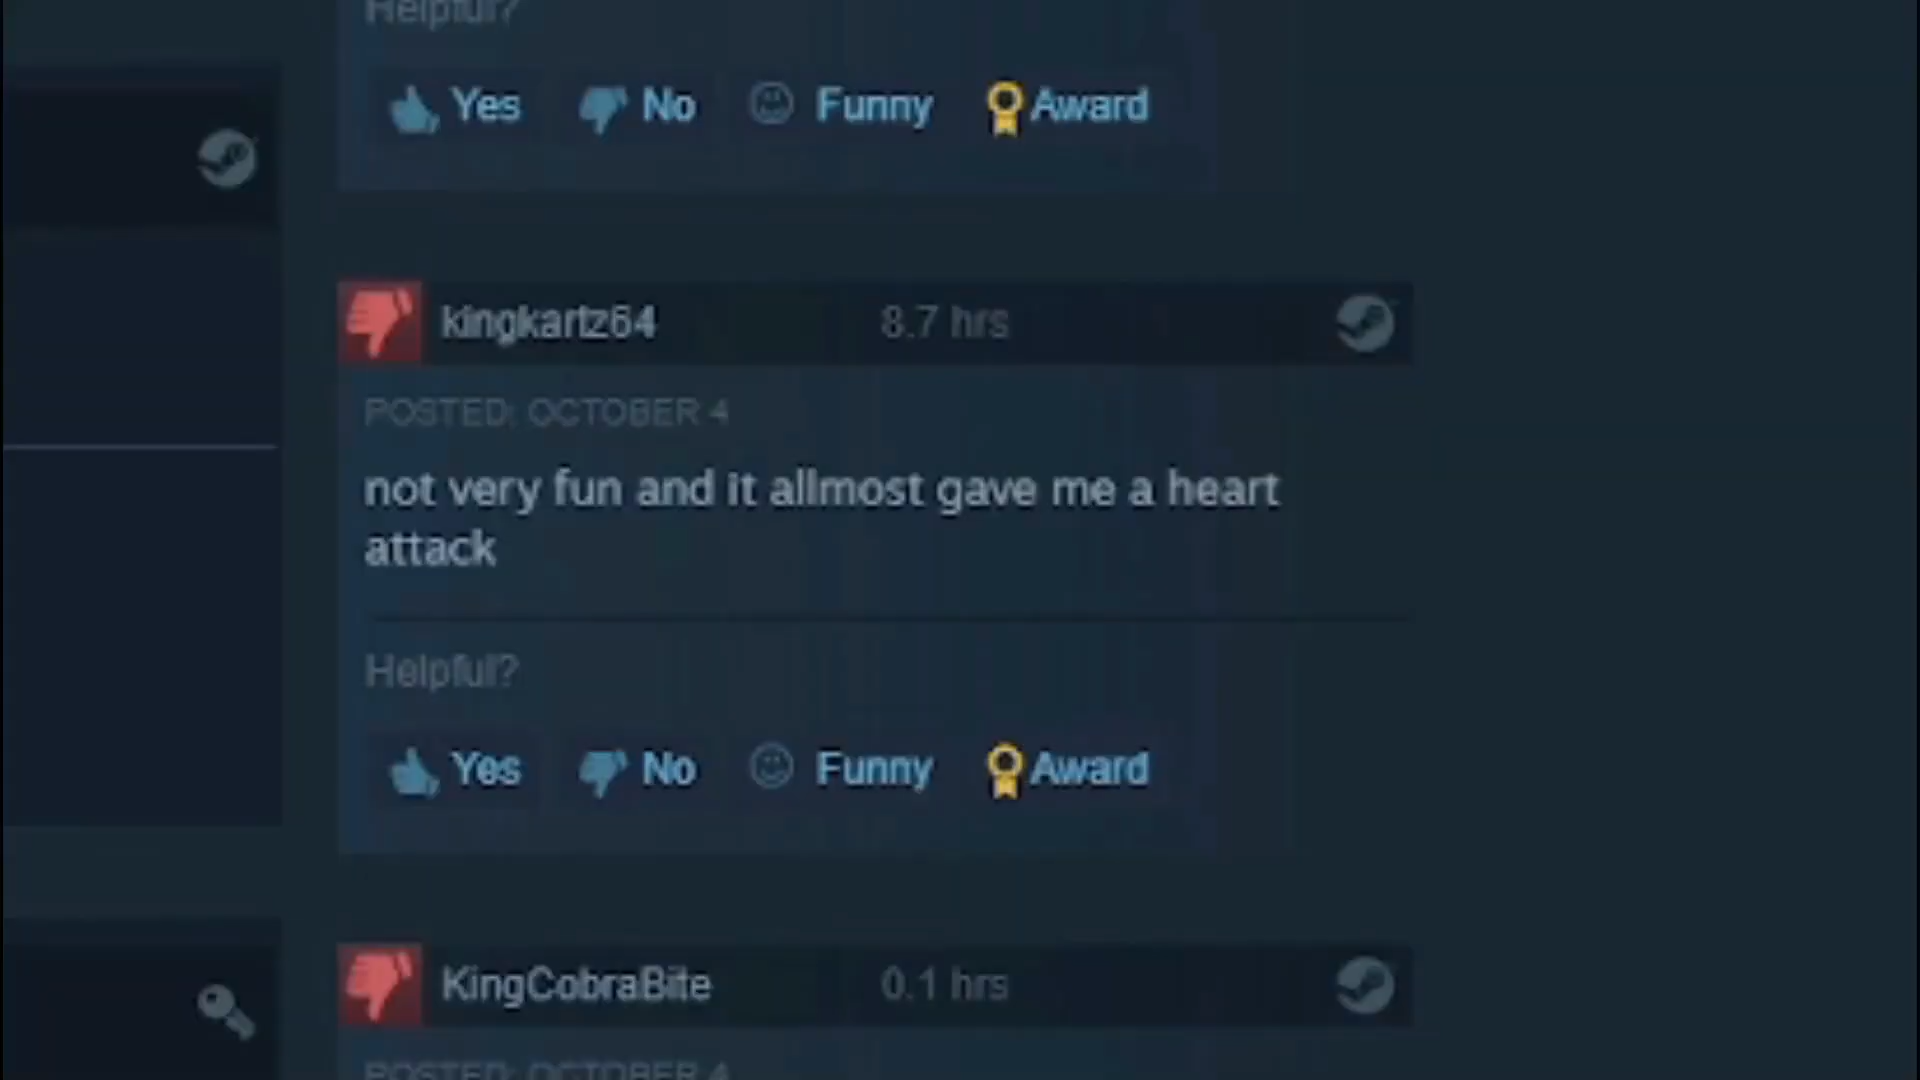 Helpful?
Yes No Funny Award
kingkartz64 8.7 hrs
POSTED: OCTOBER 4
not very fun and it allmost gave me a heart
attack
Helpful?
Yes No Funny Award
KingCobraBite 0.1 hrs
POSTED: OCTOBER 4